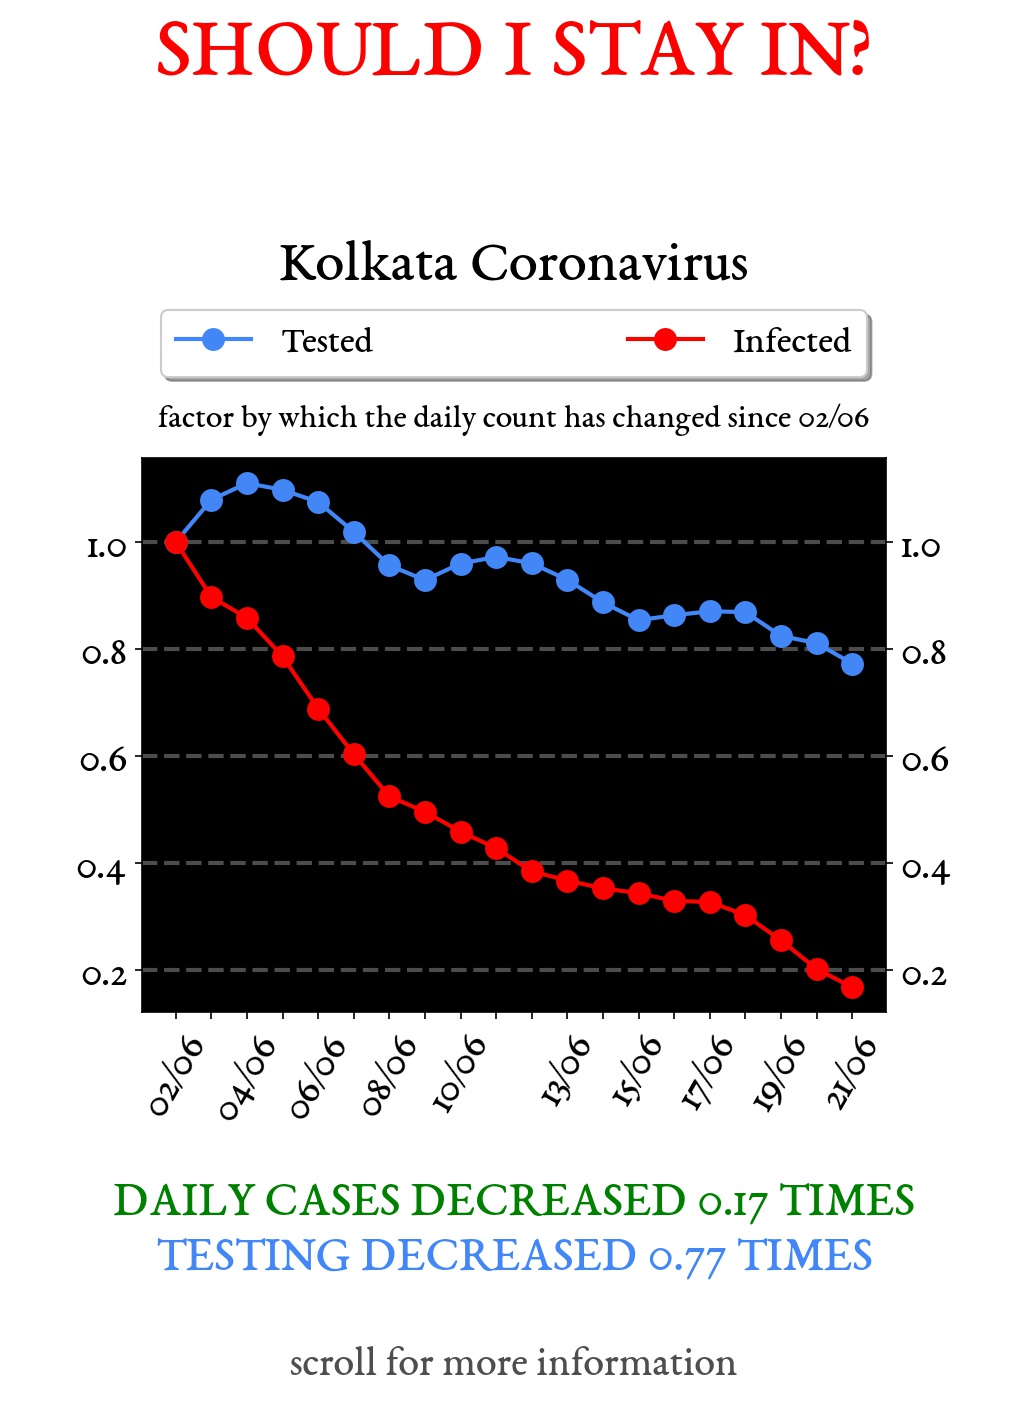 SHOULD I STAY IN?
Kolkata Coronavirus
Tested Infected
factor by which the daily count has changed since 02/06
1.0 1.0
0.8 0.8
0.6 0.6
0.4 0.4
0.2 0.2
02/06 04/06 06/06 08/06 10/06 13/06 15/06 17/06 19/06 21/06
DAILY CASES DECREASED 0.17 TIMES
TESTING DECREASED 0.77 TIMES
scroll for more information